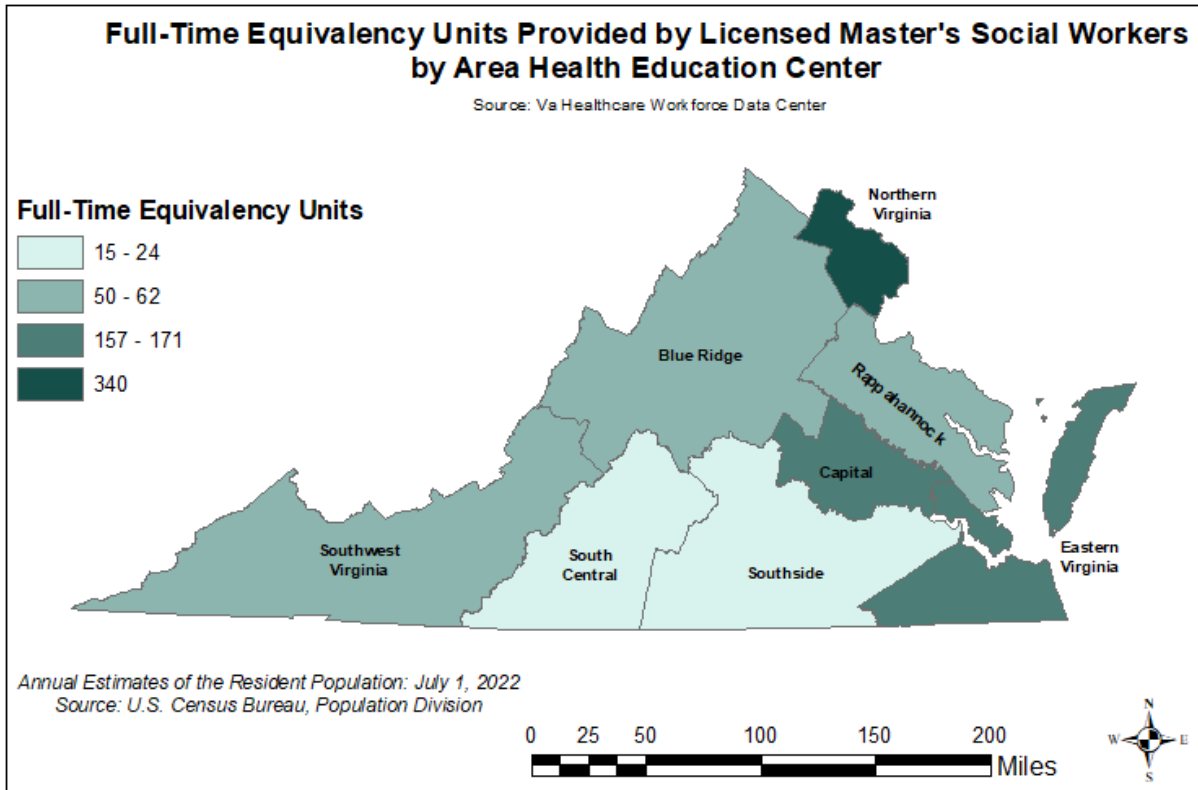 Full-Time Equivalency Units Provided by Licensed Master's Social Workers
by Area Health Education Center
Source: Va Healthcare Workforce Data Center
Full-Time Equivalency Units
15 - 24
50 - 62
157 - 171
340
Northern
Virginia
Blue Ridge
Rappahannock
Capital
Southwest
Virginia
South
Central
Southside
Eastern
Virginia
Annual Estimates of the Resident Population: July 1, 2022
Source: U.S. Census Bureau, Population Division
0 25 50 100 150 200
Miles
N
W E
S